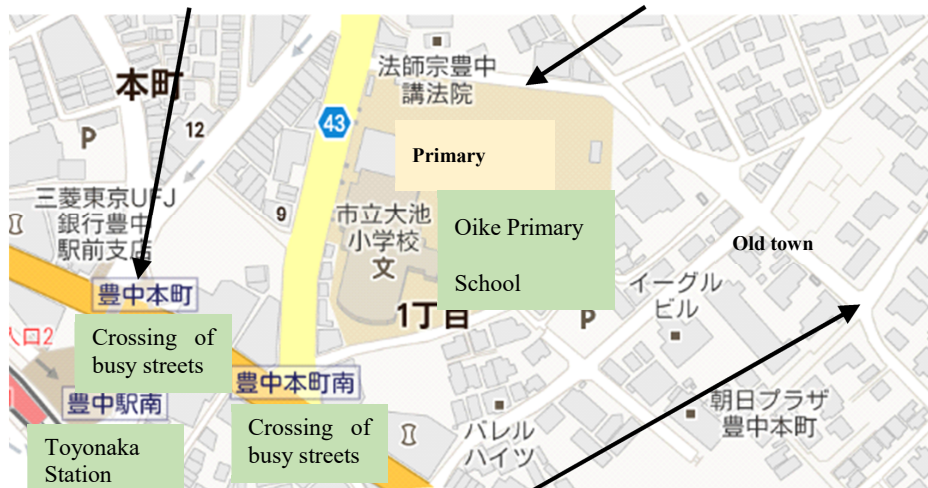 法師宗豊中
講法院
本町
43
P
12
Primary
三菱東京UFJ
銀行豊中
駅前支店
9
市立大池
小学校
文
Oike Primary
School
Old town
イーグル
ビル
豊中本町
1丁目
P
入口2
Crossing of
busy streets
豊中本町南
豊中駅南
朝日プラザ
豊中本町
Crossing of
busy streets
バレル
ハイツ
Toyonaka
Station